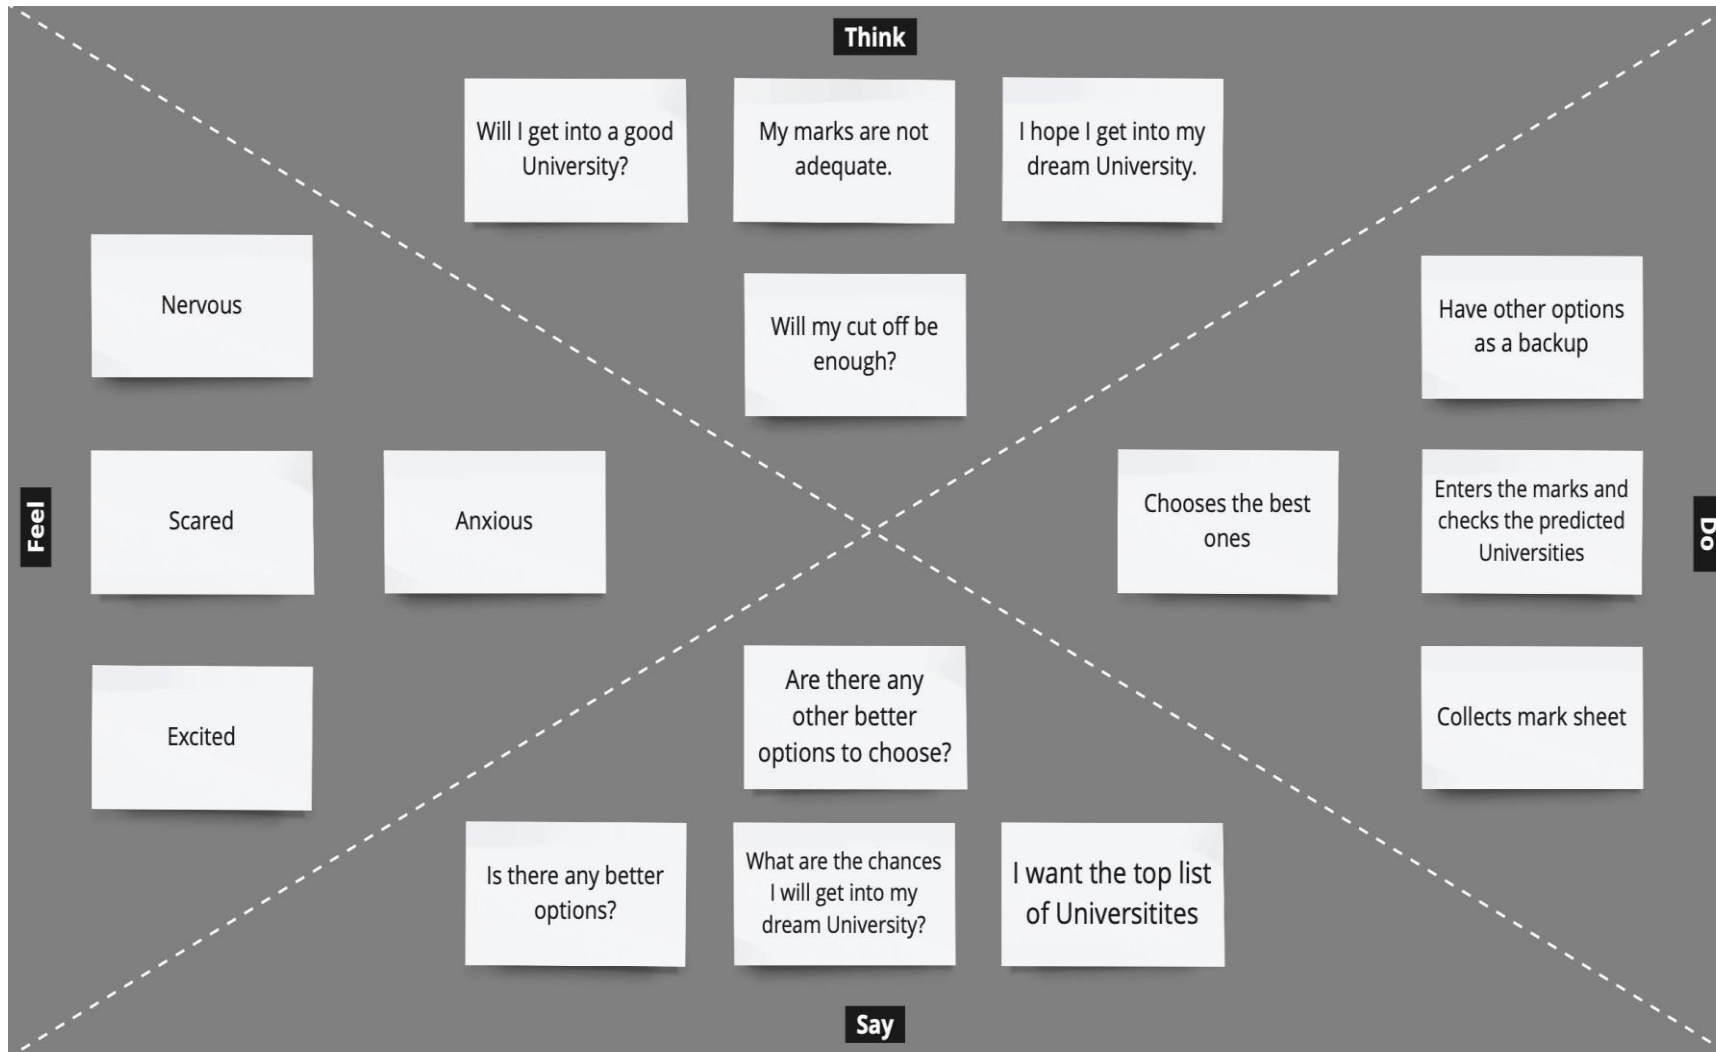 Think
Will I get into a good
University?
My marks are not
adequate.
I hope I get into my
dream University.
Will my cut off be
enough?
Feel
Nervous
Scared
Anxious
Excited
Have other options
as a backup
Chooses the best
ones
Enters the marks and
checks the predicted
Universities
Collects mark sheet
Do
Are there any
other better
options to choose?
Is there any better
options?
What are the chances
I will get into my
dream University?
I want the top list
of Universitites
Say